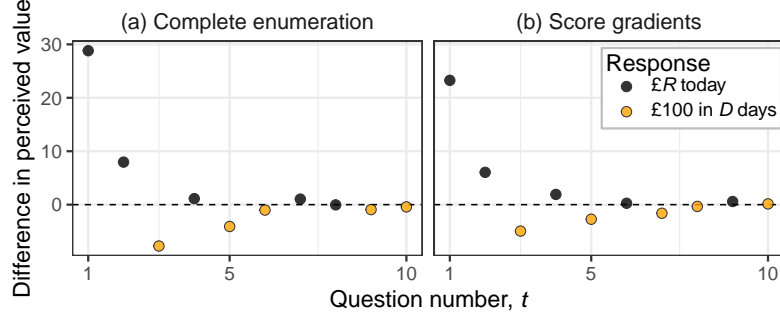 (a) Complete enumeration
(b) Score gradients
Difference in perceived value
30
20
10
0
Response
£R today
£100 in D days
1
5
10
1
5
10
Question number, t